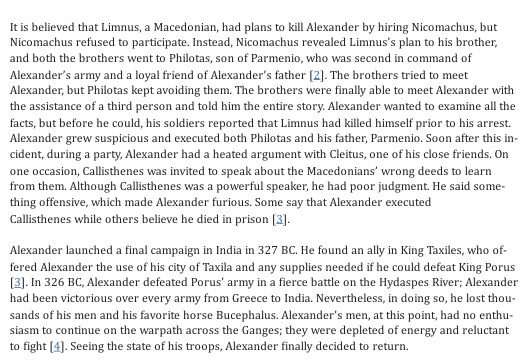 It is believed that Limnus, a Macedonian, had plans to kill Alexander by hiring Nicomachus, but
Nicomachus refused to participate. Instead, Nicomachus revealed Limnus's plan to his brother,
and both the brothers went to Philotas, son of Parmenio, who was second in command of
Alexander's army and a loyal friend of Alexander's father [2]. The brothers tried to meet
Alexander, but Philotas kept avoiding them. The brothers were finally able to meet Alexander with
the assistance of a third person and told him the entire story. Alexander wanted to examine all the
facts, but before he could, his soldiers reported that Limnus had killed himself prior to his arrest.
Alexander grew suspicious and executed both Philotas and his father, Parmenio. Soon after this in-
cident, during a party, Alexander had a heated argument with Cleitus, one of his close friends. On
one occasion, Callisthenes was invited to speak about the Macedonians' wrong deeds to learn
from them. Although Callisthenes was a powerful speaker, he had poor judgment. He said some-
thing offensive, which made Alexander furious. Some say that Alexander executed
Callisthenes while others believe he died in prison [3].
Alexander launched a final campaign in India in 327 BC. He found an ally in King Taxiles, who of-
fered Alexander the use of his city of Taxila and any supplies needed if he could defeat King Porus
[3]. In 326 BC, Alexander defeated Porus' army in a fierce battle on the Hydaspes River; Alexander
had been victorious over every army from Greece to India. Nevertheless, in doing so, he lost thou-
sands of his men and his favorite horse Bucephalus. Alexander's men, at this point, had no enthu-
siasm to continue on the warpath across the Ganges; they were depleted of energy and reluctant
to fight [4]. Seeing the state of his troops, Alexander finally decided to return.